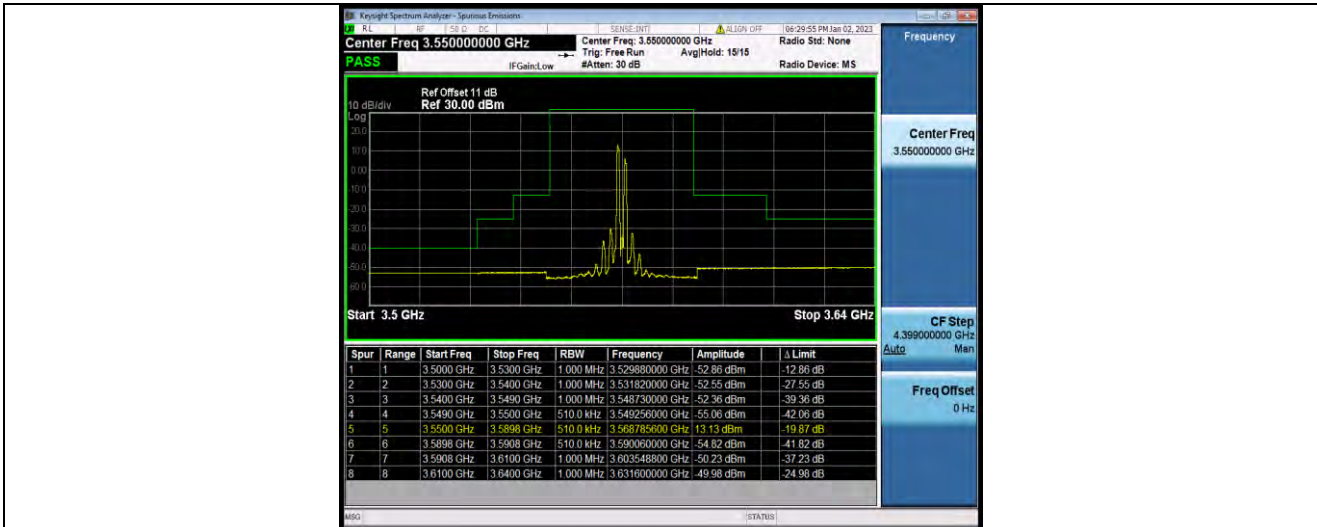 Keysight Spectrum Analyzer - Spurious Emissions
RL RF 50 Ω DC SENSE:INT ALIGN OFF 06:29:55 PM Jan 02, 2023
Center Freq 3.550000000 GHz Center Freq: 3.550000000 GHz Radio Std: None
Trig: Free Run Avg|Hold: 15/15
PASS IFGain:Low #Atten: 30 dB Radio Device: MS
Frequency
Ref Offset 11 dB
10 dB/div Ref 30.00 dBm
Log
20.0
10.0
0.00
-10.0
-20.0
-30.0
-40.0
-50.0
-60.0
Start 3.5 GHz Stop 3.64 GHz
Center Freq
3.550000000 GHz
CF Step
4.399000000 GHz
Auto Man
Freq Offset
0 Hz
Spur Range Start Freq Stop Freq RBW Frequency Amplitude Δ Limit
1 1 3.5000 GHz 3.5300 GHz 1.000 MHz 3.529880000 GHz -52.86 dBm -12.86 dB
2 2 3.5300 GHz 3.5400 GHz 1.000 MHz 3.531820000 GHz -52.55 dBm -27.55 dB
3 3 3.5400 GHz 3.5490 GHz 1.000 MHz 3.548730000 GHz -52.36 dBm -39.36 dB
4 4 3.5490 GHz 3.5500 GHz 510.0 kHz 3.549256000 GHz -55.06 dBm -42.06 dB
5 5 3.5500 GHz 3.5898 GHz 510.0 kHz 3.568785600 GHz 13.13 dBm -19.87 dB
6 6 3.5898 GHz 3.5908 GHz 510.0 kHz 3.590060000 GHz -54.82 dBm -41.82 dB
7 7 3.5908 GHz 3.6100 GHz 1.000 MHz 3.603548800 GHz -50.23 dBm -37.23 dB
8 8 3.6100 GHz 3.6400 GHz 1.000 MHz 3.631600000 GHz -49.98 dBm -24.98 dB
MSG STATUS